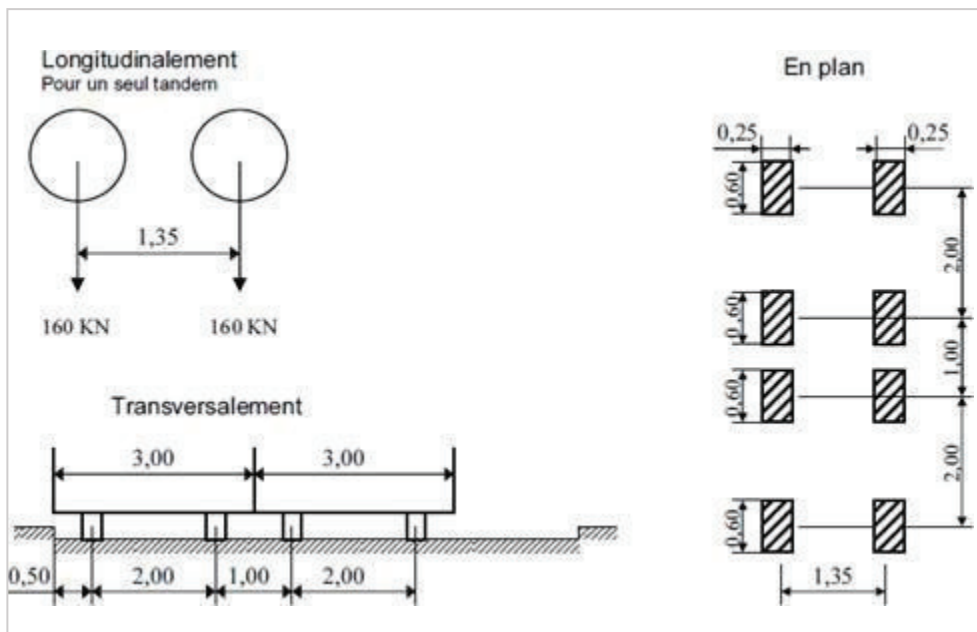 Longitudinalement
Pour un seul tandem
1,35
160 KN 160 KN
Transversalement
3,00 3,00
0,50 2,00 1,00 2,00
En plan
0,25 0,25
0,60
2,00
0,60
1,00
0,60
2,00
0,60
1,35